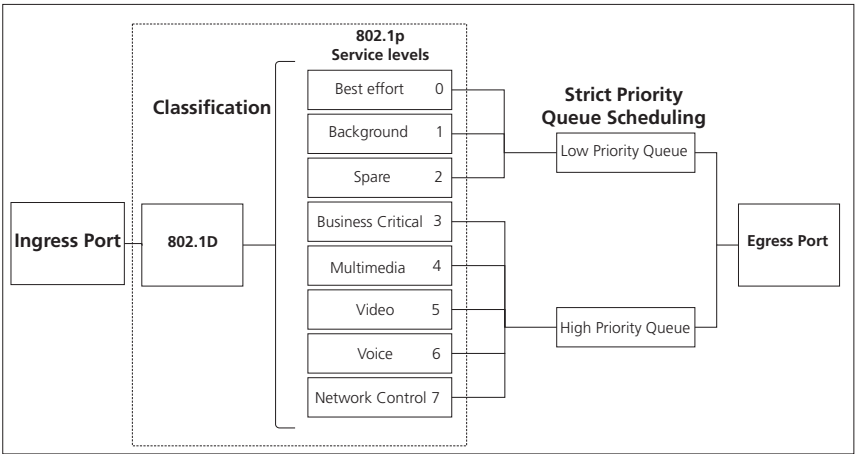 802.1p
Service levels
Classification
Best effort 0
Background 1
Spare 2
Business Critical 3
Multimedia 4
Video 5
Voice 6
Network Control 7
Ingress Port
802.1D
Strict Priority
Queue Scheduling
Low Priority Queue
High Priority Queue
Egress Port